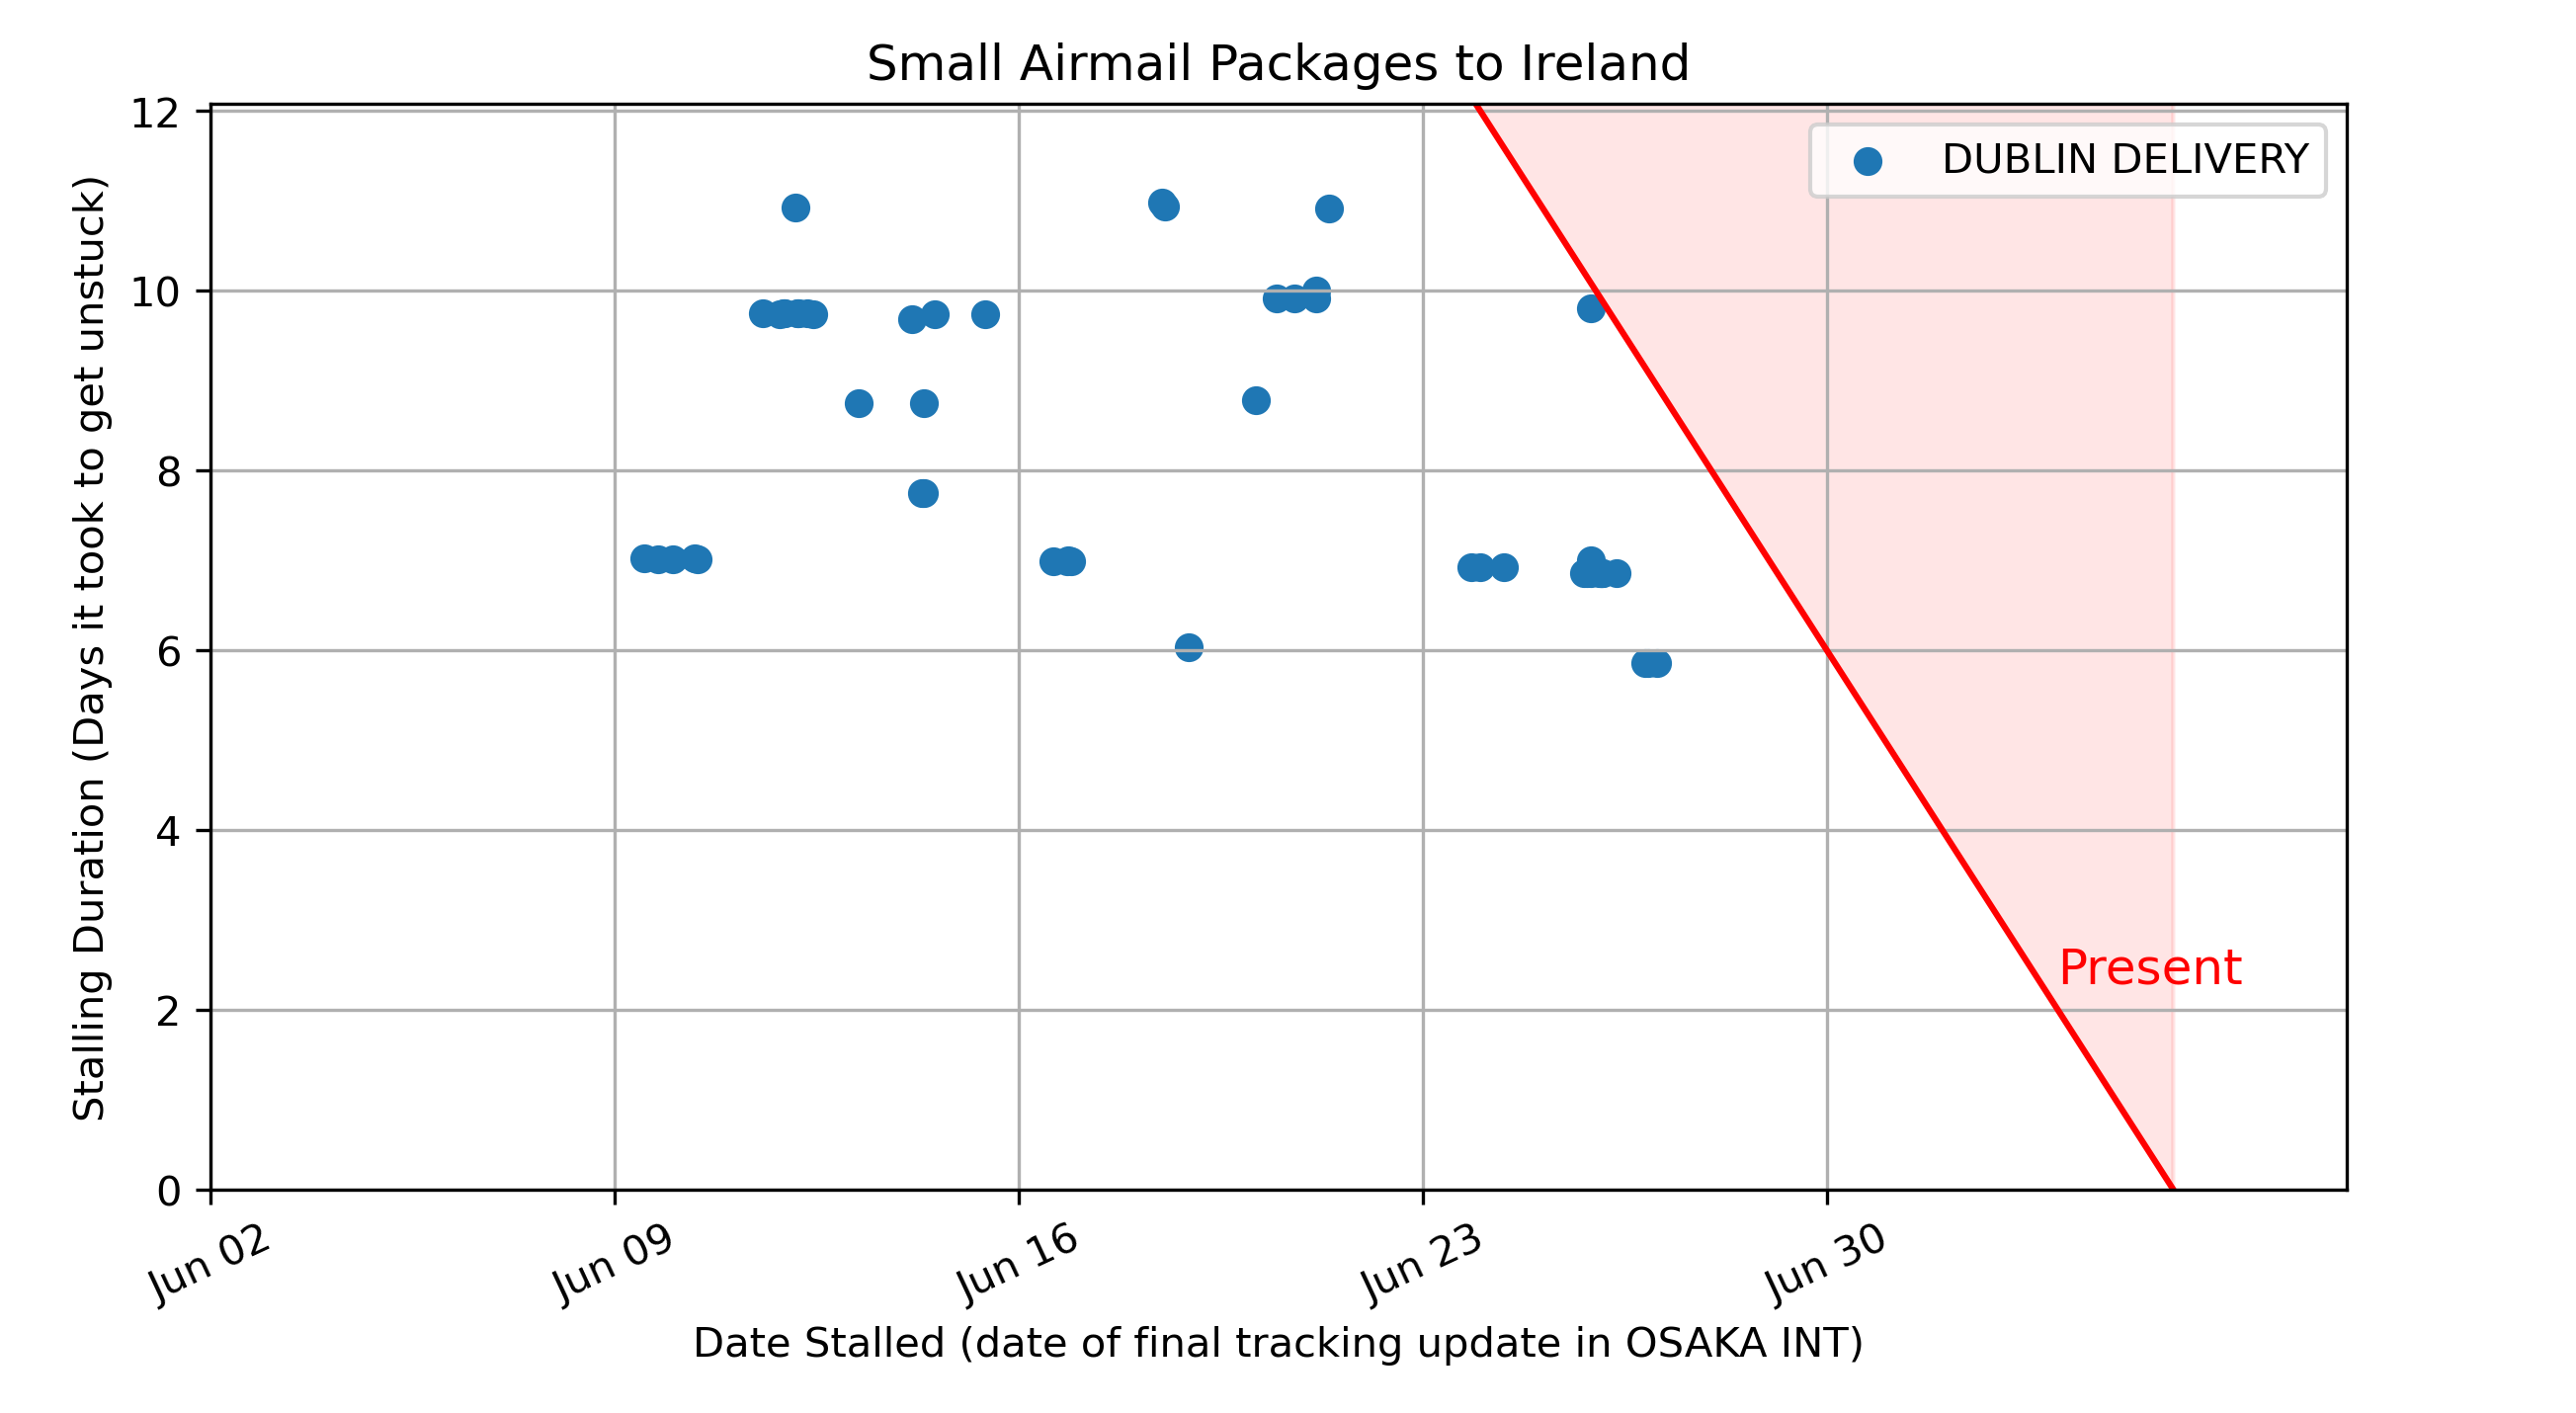 Small Airmail Packages to Ireland
DUBLIN DELIVERY
Present
Stalling Duration (Days it took to get unstuck)
12
10
8
6
4
2
0
Jun 02
Jun 09
Jun 16
Jun 23
Jun 30
Date Stalled (date of final tracking update in OSAKA INT)